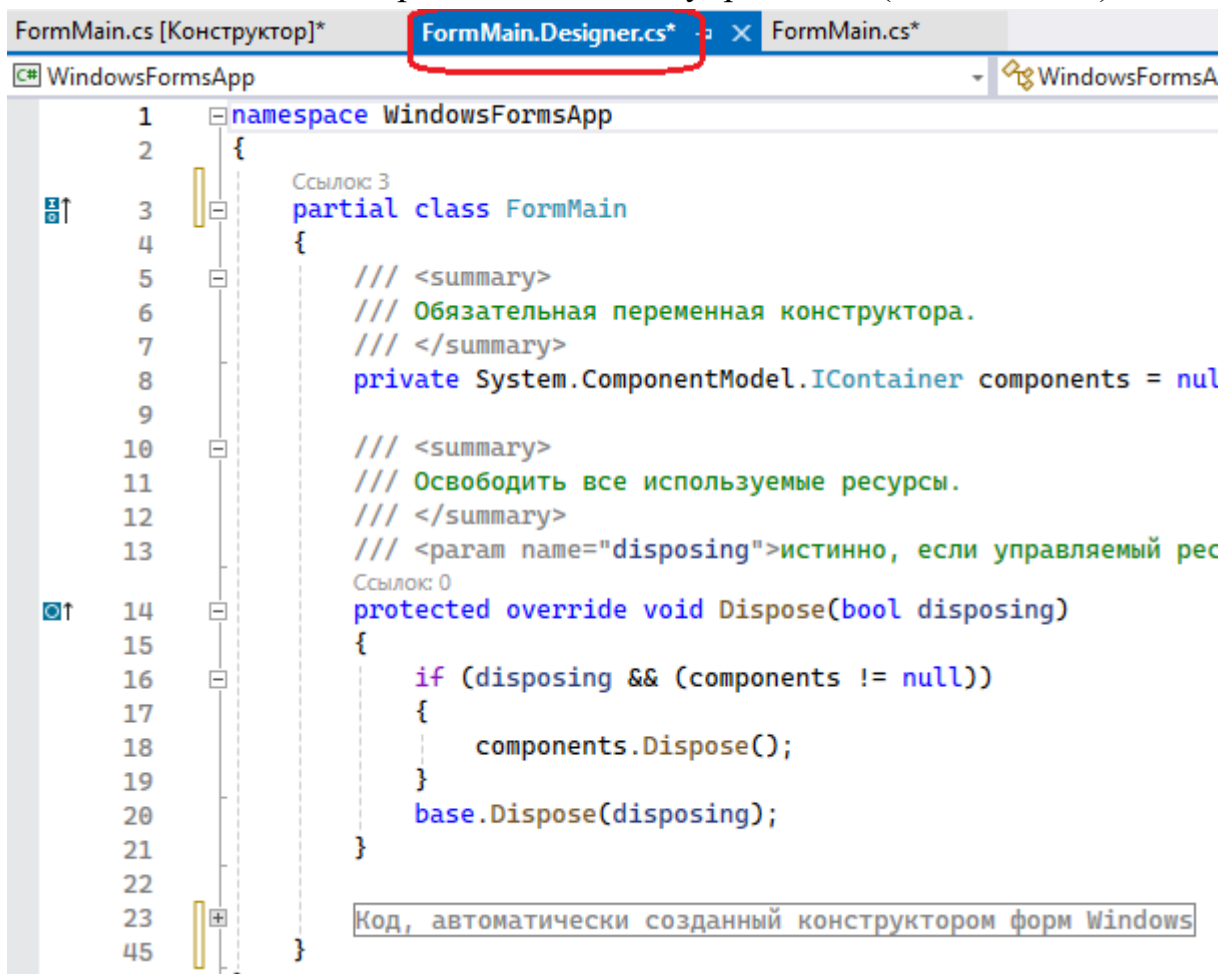 FormMain.cs [Конструктор]* FormMain.Designer.cs* FormMain.cs*
C# WindowsFormsApp WindowsFormsA
1 namespace WindowsFormsApp
2 {
Ссылок: 3
3 partial class FormMain
4 {
5 /// <summary>
6 /// Обязательная переменная конструктора.
7 /// </summary>
8 private System.ComponentModel.IContainer components = nul
9
10 /// <summary>
11 /// Освободить все используемые ресурсы.
12 /// </summary>
13 /// <param name="disposing">истинно, если управляемый рес
Ссылок: 0
14 protected override void Dispose(bool disposing)
15 {
16 if (disposing && (components != null))
17 {
18 components.Dispose();
19 }
20 base.Dispose(disposing);
21 }
22
23 Код, автоматически созданный конструктором форм Windows
45 }